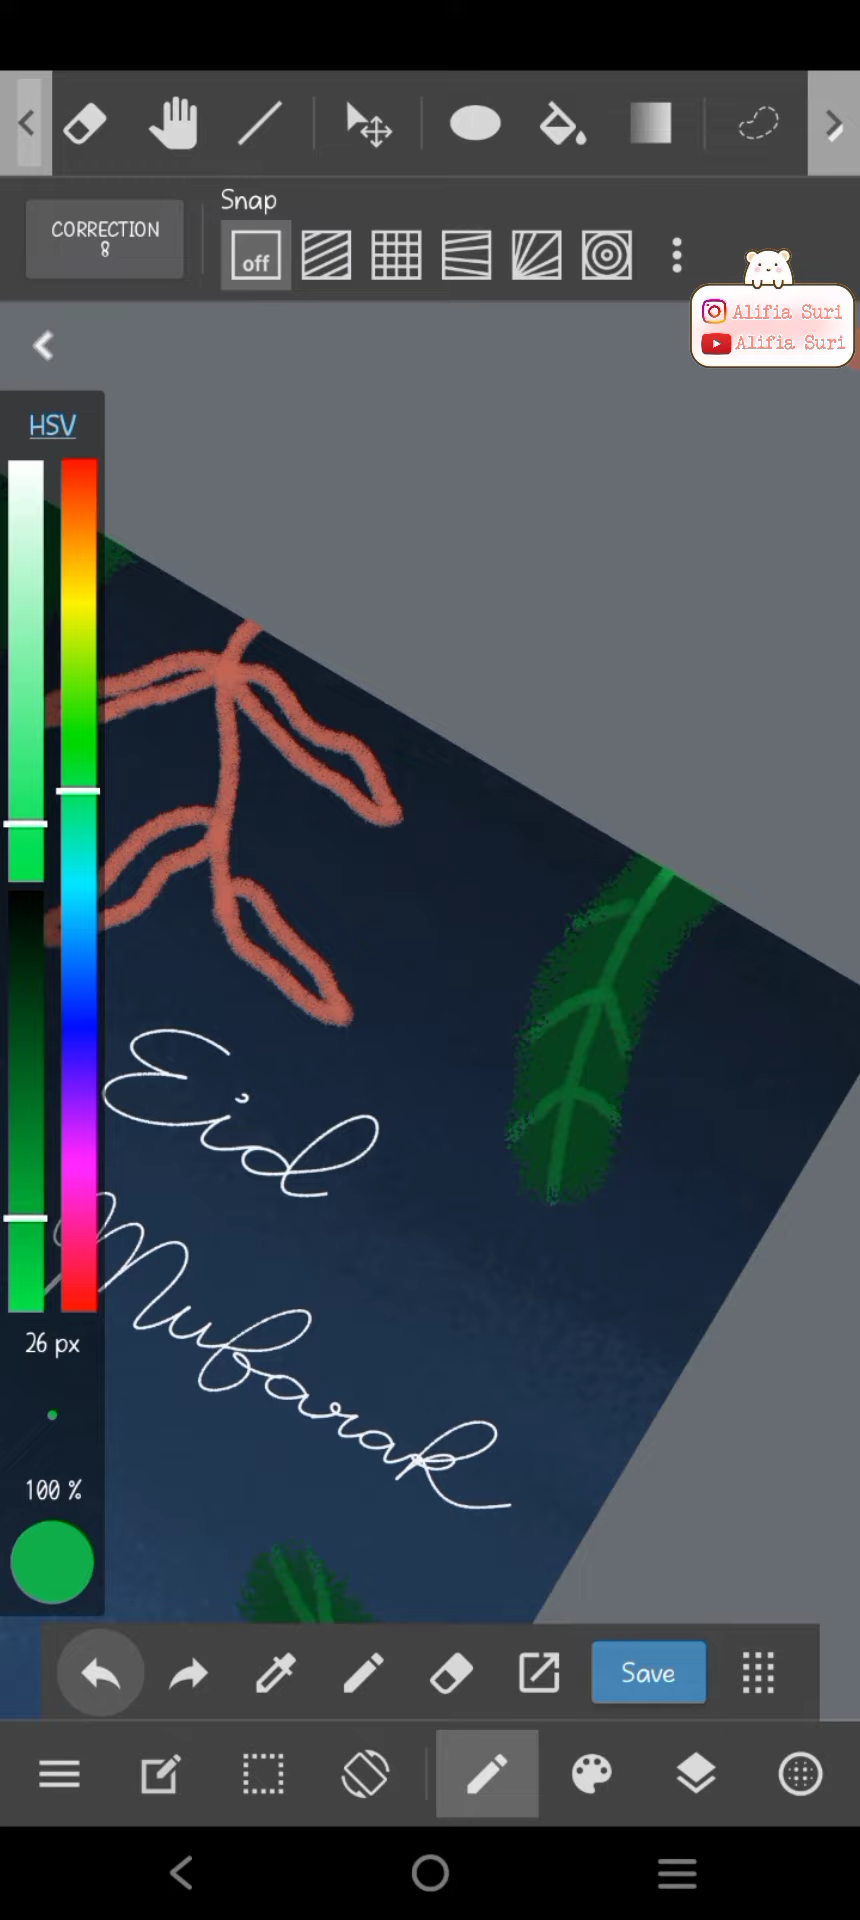 Snap
CORRECTION
8
off
Alifia Suri
Alifia Suri
HSV
Eid
Mubarak
26 px
100 %
Save